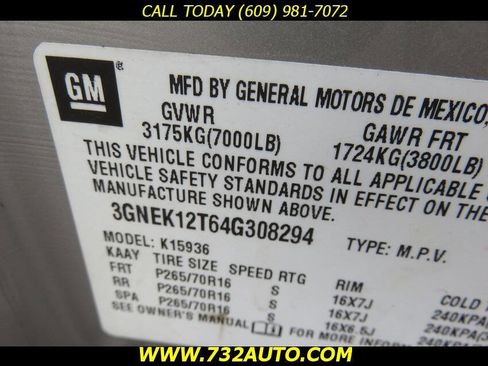 CALL TODAY (609) 981-7072
GM
MFD BY GENERAL MOTORS DE MEXICO,
GVWR
3175KG(7000LB)
GAWR FRT
1724KG(3800LB)
THIS VEHICLE CONFORMS TO ALL APPLICABLE
VEHICLE SAFETY STANDARDS IN EFFECT ON
MANUFACTURE SHOWN ABOVE.
3GNEK12T64G308294
MODEL: K15936
TYPE: M.P.V.
KAAY TIRE SIZE SPEED RTG RIM COLD
FRT P265/70R16 S 16X7J 240KPA
RR P265/70R16 S 16X7J 240KPA
SPA P265/70R16 S 16X6.5J 240KPA
SEE OWNER'S MANUAL FOR MORE
WWW.732AUTO.COM